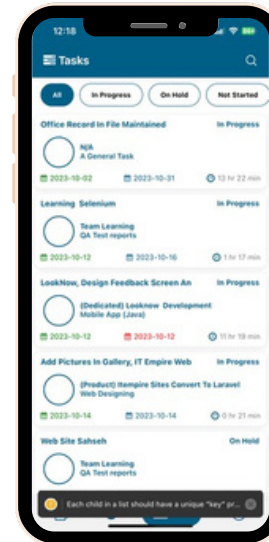 12:18
Tasks
All In Progress On Hold Not Started
Office Record In File Maintained In Progress
N/A
A General Task
2023-10-02 2023-10-31 13 hr 22 min
Learning Selenium In Progress
Team Learning
QA Test reports
2023-10-12 2023-10-16 1 hr 17 min
LookNow, Design Feedback Screen An In Progress
(Dedicated) Looknow Development
Mobile App (Java)
2023-10-12 2023-10-12 11 hr 19 min
Add Pictures In Gallery, IT Empire Web In Progress
(Product) Itempire Sites Convert To Laravel
Web Designing
2023-10-14 2023-10-14 0 hr 21 min
Web Site Sahseh On Hold
Team Learning
QA Test reports
Each child in a list should have a unique "key" pr...